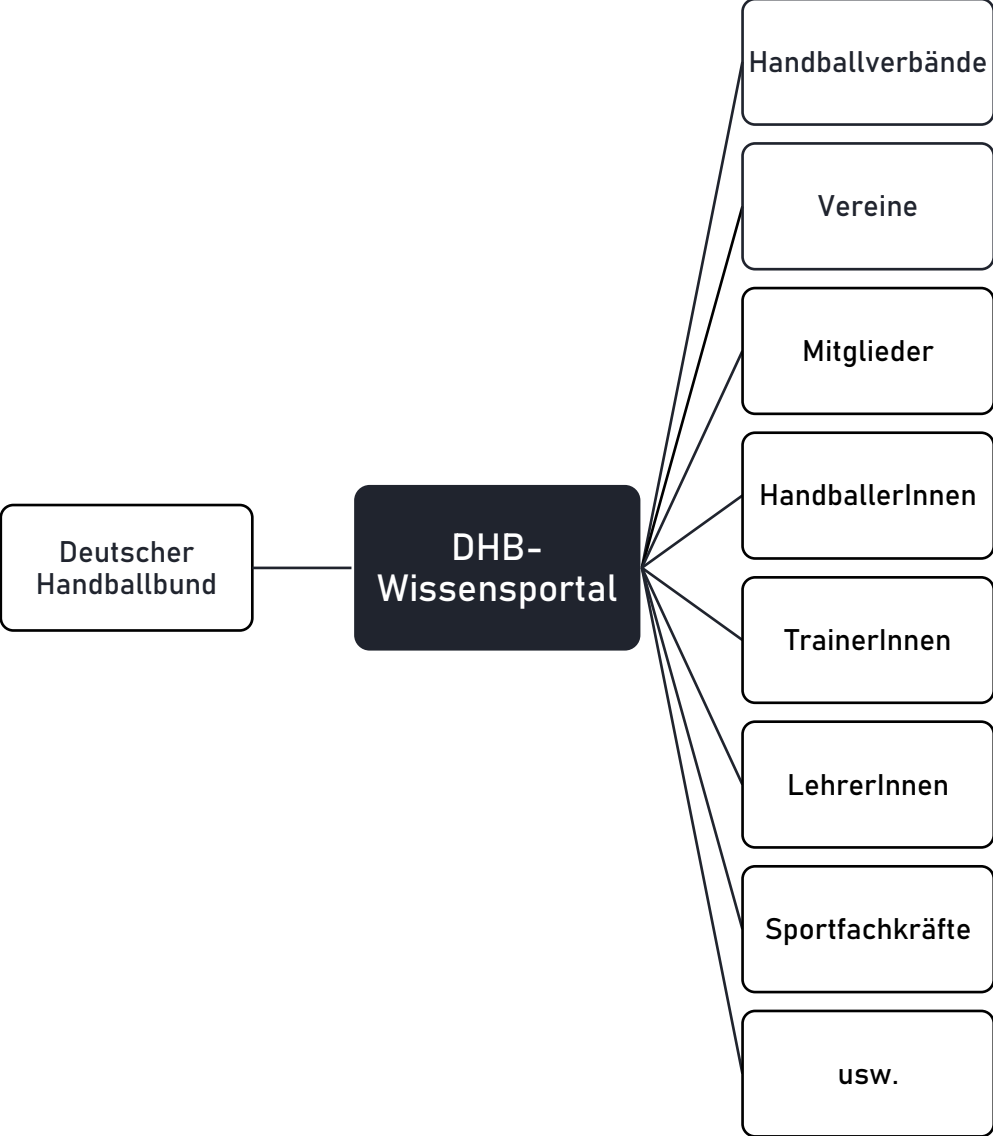 Handballverbände
Vereine
Mitglieder
HandballerInnen
Deutscher
Handballbund
DHB-
Wissensportal
TrainerInnen
LehrerInnen
Sportfachkräfte
usw.